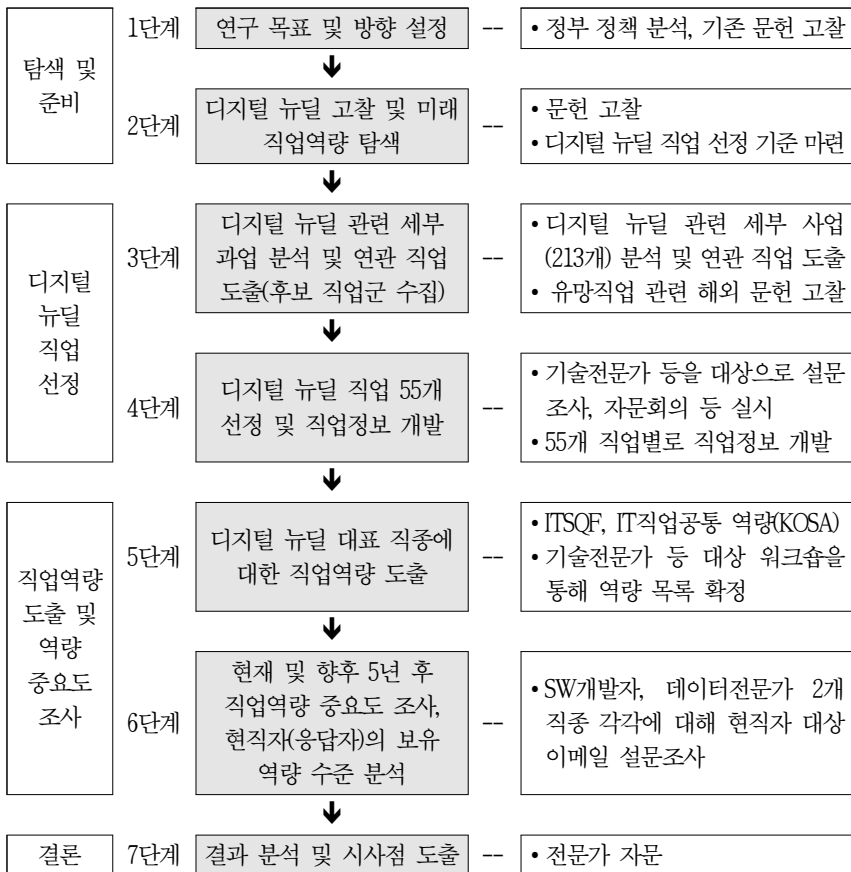 탐색 및
준비
1단계
연구 목표 및 방향 설정
--
• 정부 정책 분석, 기존 문헌 고찰
2단계
디지털 뉴딜 고찰 및 미래
직업역량 탐색
--
• 문헌 고찰
• 디지털 뉴딜 직업 선정 기준 마련
디지털
뉴딜
직업
선정
3단계
디지털 뉴딜 관련 세부
과업 분석 및 연관 직업
도출(후보 직업군 수집)
--
• 디지털 뉴딜 관련 세부 사업
(213개) 분석 및 연관 직업 도출
• 유망직업 관련 해외 문헌 고찰
4단계
디지털 뉴딜 직업 55개
선정 및 직업정보 개발
--
• 기술전문가 등을 대상으로 설문
조사, 자문회의 등 실시
• 55개 직업별로 직업정보 개발
직업역량
도출 및
역량
중요도
조사
5단계
디지털 뉴딜 대표 직종에
대한 직업역량 도출
--
• ITSQF, IT직업공통 역량(KOSA)
• 기술전문가 등 대상 워크숍을
통해 역량 목록 확정
6단계
현재 및 향후 5년 후
직업역량 중요도 조사,
현직자(응답자)의 보유
역량 수준 분석
--
• SW개발자, 데이터전문가 2개
직종 각각에 대해 현직자 대상
이메일 설문조사
결론
7단계
결과 분석 및 시사점 도출
--
• 전문가 자문